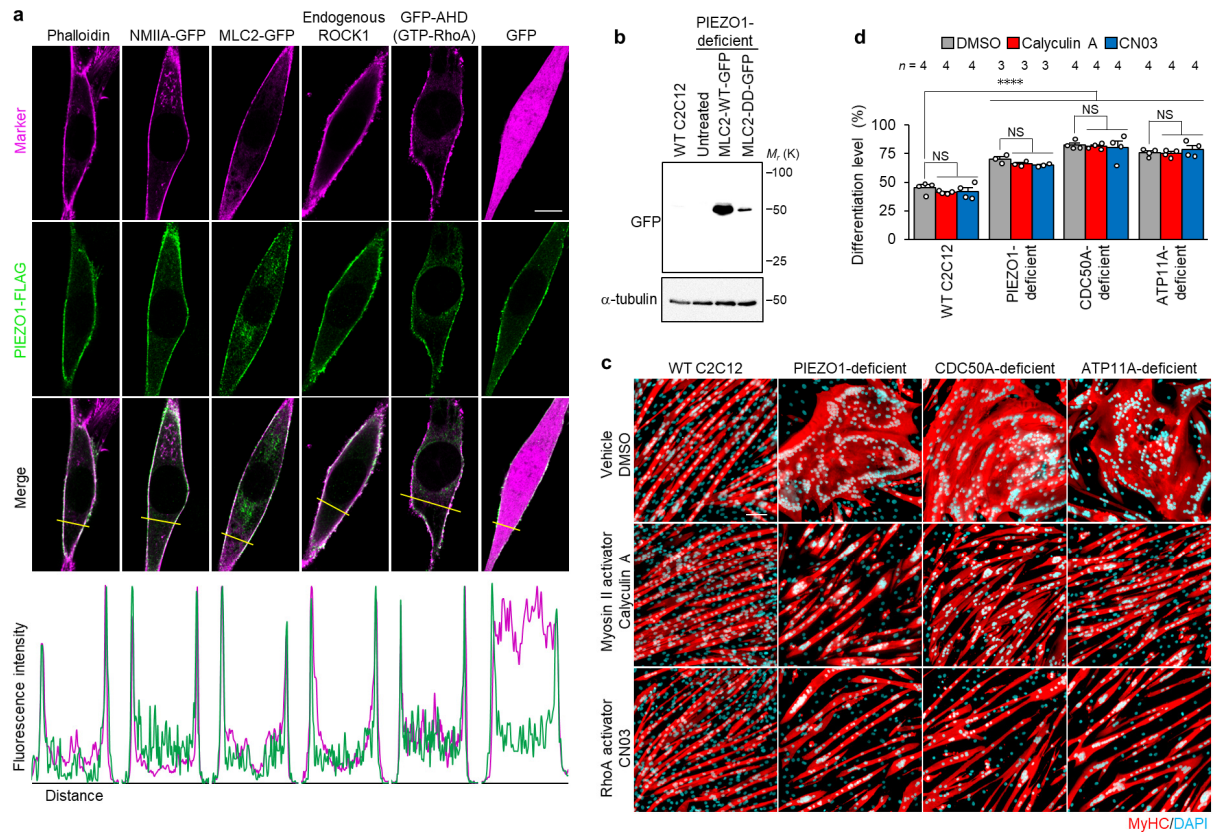 a
Phalloidin
NMIIA-GFP
MLC2-GFP
Endogenous
ROCK1
GFP-AHD
(GTP-RhoA)
GFP
Marker
PIEZO1-FLAG
Merge
Fluorescence intensity
Distance
b
PIEZO1-
deficient
WT C2C12
Untreated
MLC2-WT-GFP
MLC2-DD-GFP
Mr (K)
100
50
25
GFP
α-tubulin
50
d
DMSO Calyculin A CN03
n = 4 4 4 3 3 3 4 4 4 4 4 4
****
NS
NS
NS
NS
Differentiation level (%)
100
75
50
25
0
WT C2C12
PIEZO1-
deficient
CDC50A-
deficient
ATP11A-
deficient
c
WT C2C12
PIEZO1-deficient
CDC50A-deficient
ATP11A-deficient
Vehicle
DMSO
Myosin II activator
Calyculin A
RhoA activator
CN03
MyHC/DAPI